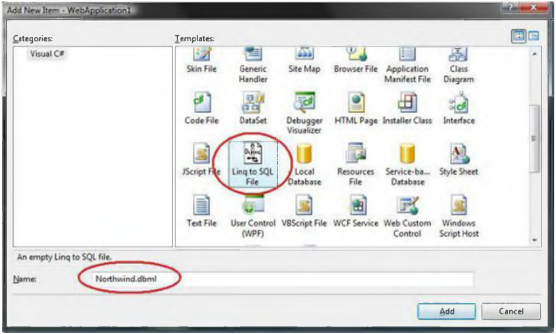 Add New Item - WebApplication1
Categories:
Templates:
Visual C#
Skin File
Generic Handler
Site Map
Browser File
Application Manifest File
Class Diagram
Code File
DataSet
Debugger Visualizer
HTML Page
Installer Class
Interface
JScript File
Linq to SQL File
Local Database
Resources File
Service-ba... Database
Style Sheet
Text File
User Control (WPF)
VBScript File
WCF Service
Web Custom Control
Windows Script Host
An empty Linq to SQL file.
Name:
Northwind.dbml
Add
Cancel